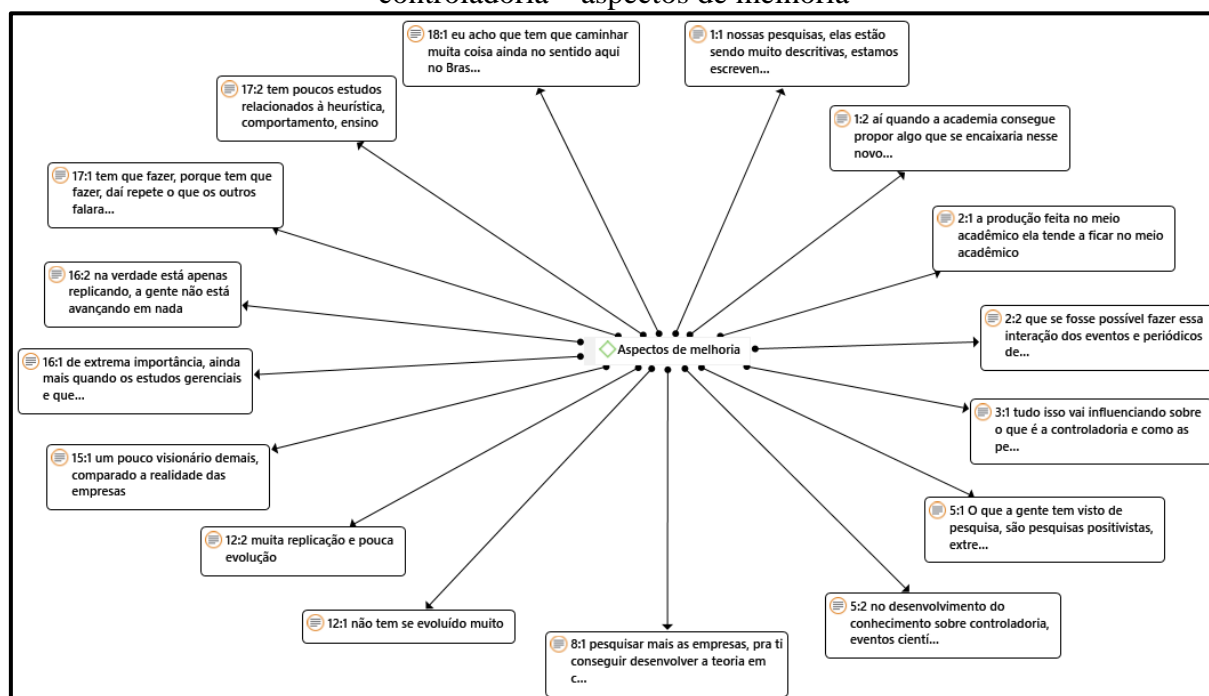 controladoria – aspectos de melhoria
18:1 eu acho que tem que caminhar
muita coisa ainda no sentido aqui
no Bras...
1:1 nossas pesquisas, elas estão
sendo muito descritivas, estamos
escreven...
17:2 tem poucos estudos
relacionados à heurística,
comportamento, ensino
1:2 aí quando a academia consegue
propor algo que se encaixaria nesse
novo...
17:1 tem que fazer, porque tem que
fazer, daí repete o que os outros
falara...
2:1 a produção feita no meio
acadêmico ela tende a ficar no meio
acadêmico
16:2 na verdade está apenas
replicando, a gente não está
avançando em nada
2:2 que se fosse possível fazer essa
interação dos eventos e periódicos
de...
Aspectos de melhoria
16:1 de extrema importância, ainda
mais quando os estudos gerenciais
e que...
3:1 tudo isso vai influenciando sobre
o que é a controladoria e como as
pe...
15:1 um pouco visionário demais,
comparado a realidade das
empresas
5:1 O que a gente tem visto de
pesquisa, são pesquisas positivistas,
extre...
12:2 muita replicação e pouca
evolução
5:2 no desenvolvimento do
conhecimento sobre controladoria,
eventos cientí...
12:1 não tem se evoluído muito
8:1 pesquisar mais as empresas, pra ti
conseguir desenvolver a teoria em
c...